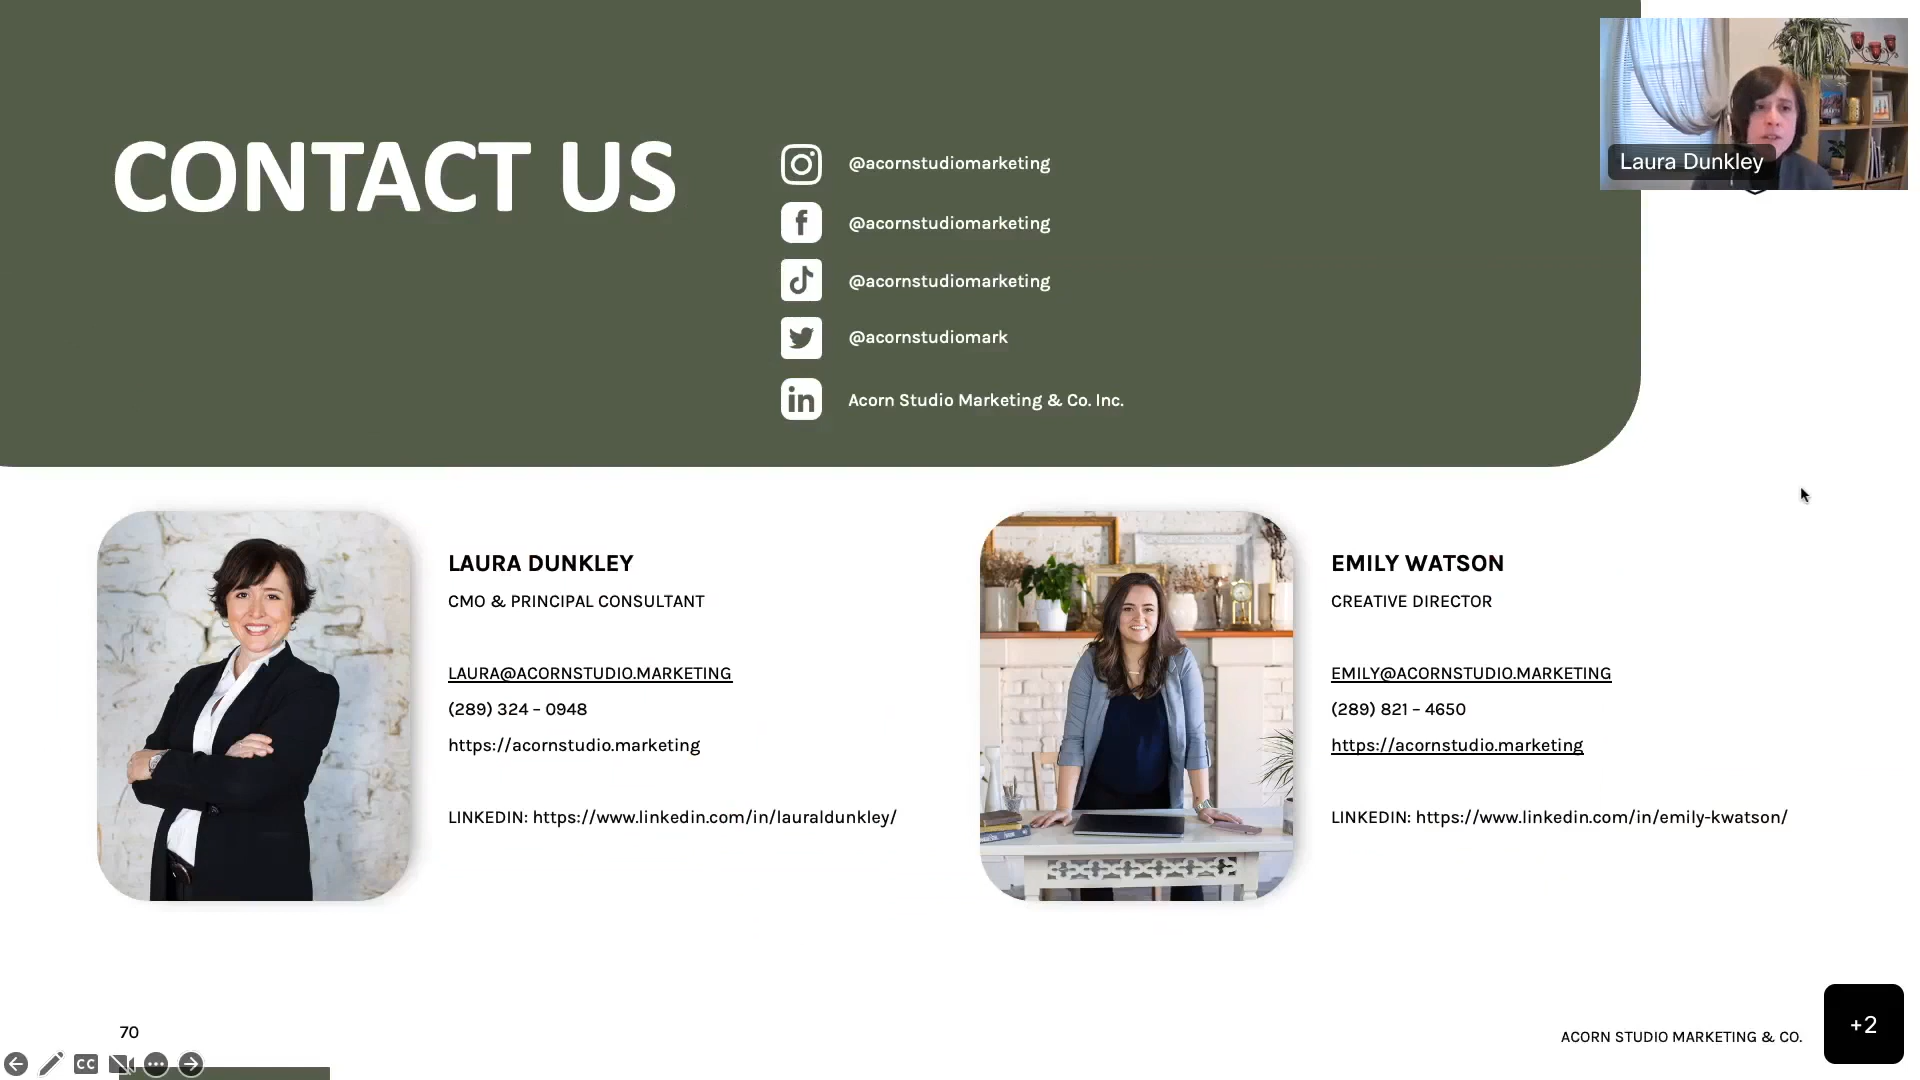 CONTACT US
@acornstudiomarketing
@acornstudiomarketing
@acornstudiomarketing
@acornstudiomark
Acorn Studio Marketing & Co. Inc.
Laura Dunkley
LAURA DUNKLEY
CMO & PRINCIPAL CONSULTANT
LAURA@ACORNSTUDIO.MARKETING
(289) 324 – 0948
https://acornstudio.marketing
LINKEDIN: https://www.linkedin.com/in/lauraldunkley/
EMILY WATSON
CREATIVE DIRECTOR
EMILY@ACORNSTUDIO.MARKETING
(289) 821 – 4650
https://acornstudio.marketing
LINKEDIN: https://www.linkedin.com/in/emily-kwatson/
70
ACORN STUDIO MARKETING & CO.
+2
CC